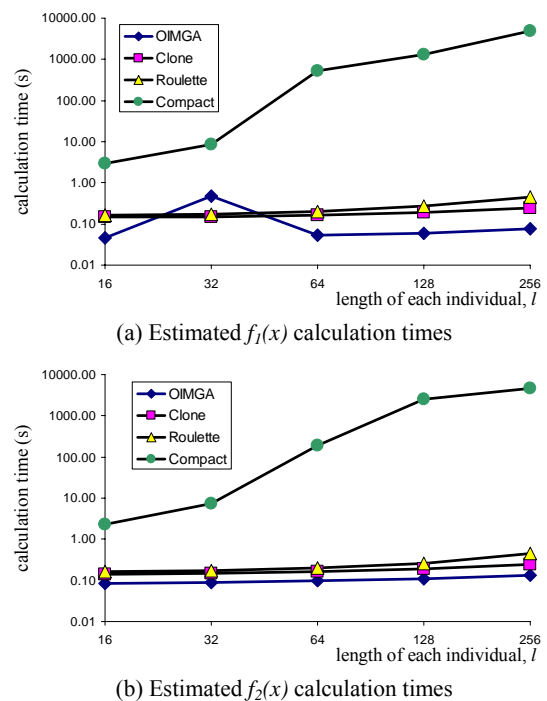 10000.00
1000.00
100.00
10.00
1.00
0.10
0.01
calculation time (s)
OIMGA
Clone
Roulette
Compact
16 32 64 128 256
length of each individual, l
(a) Estimated f1(x) calculation times
10000.00
1000.00
100.00
10.00
1.00
0.10
0.01
calculation time (s)
OIMGA
Clone
Roulette
Compact
16 32 64 128 256
length of each individual, l
(b) Estimated f2(x) calculation times